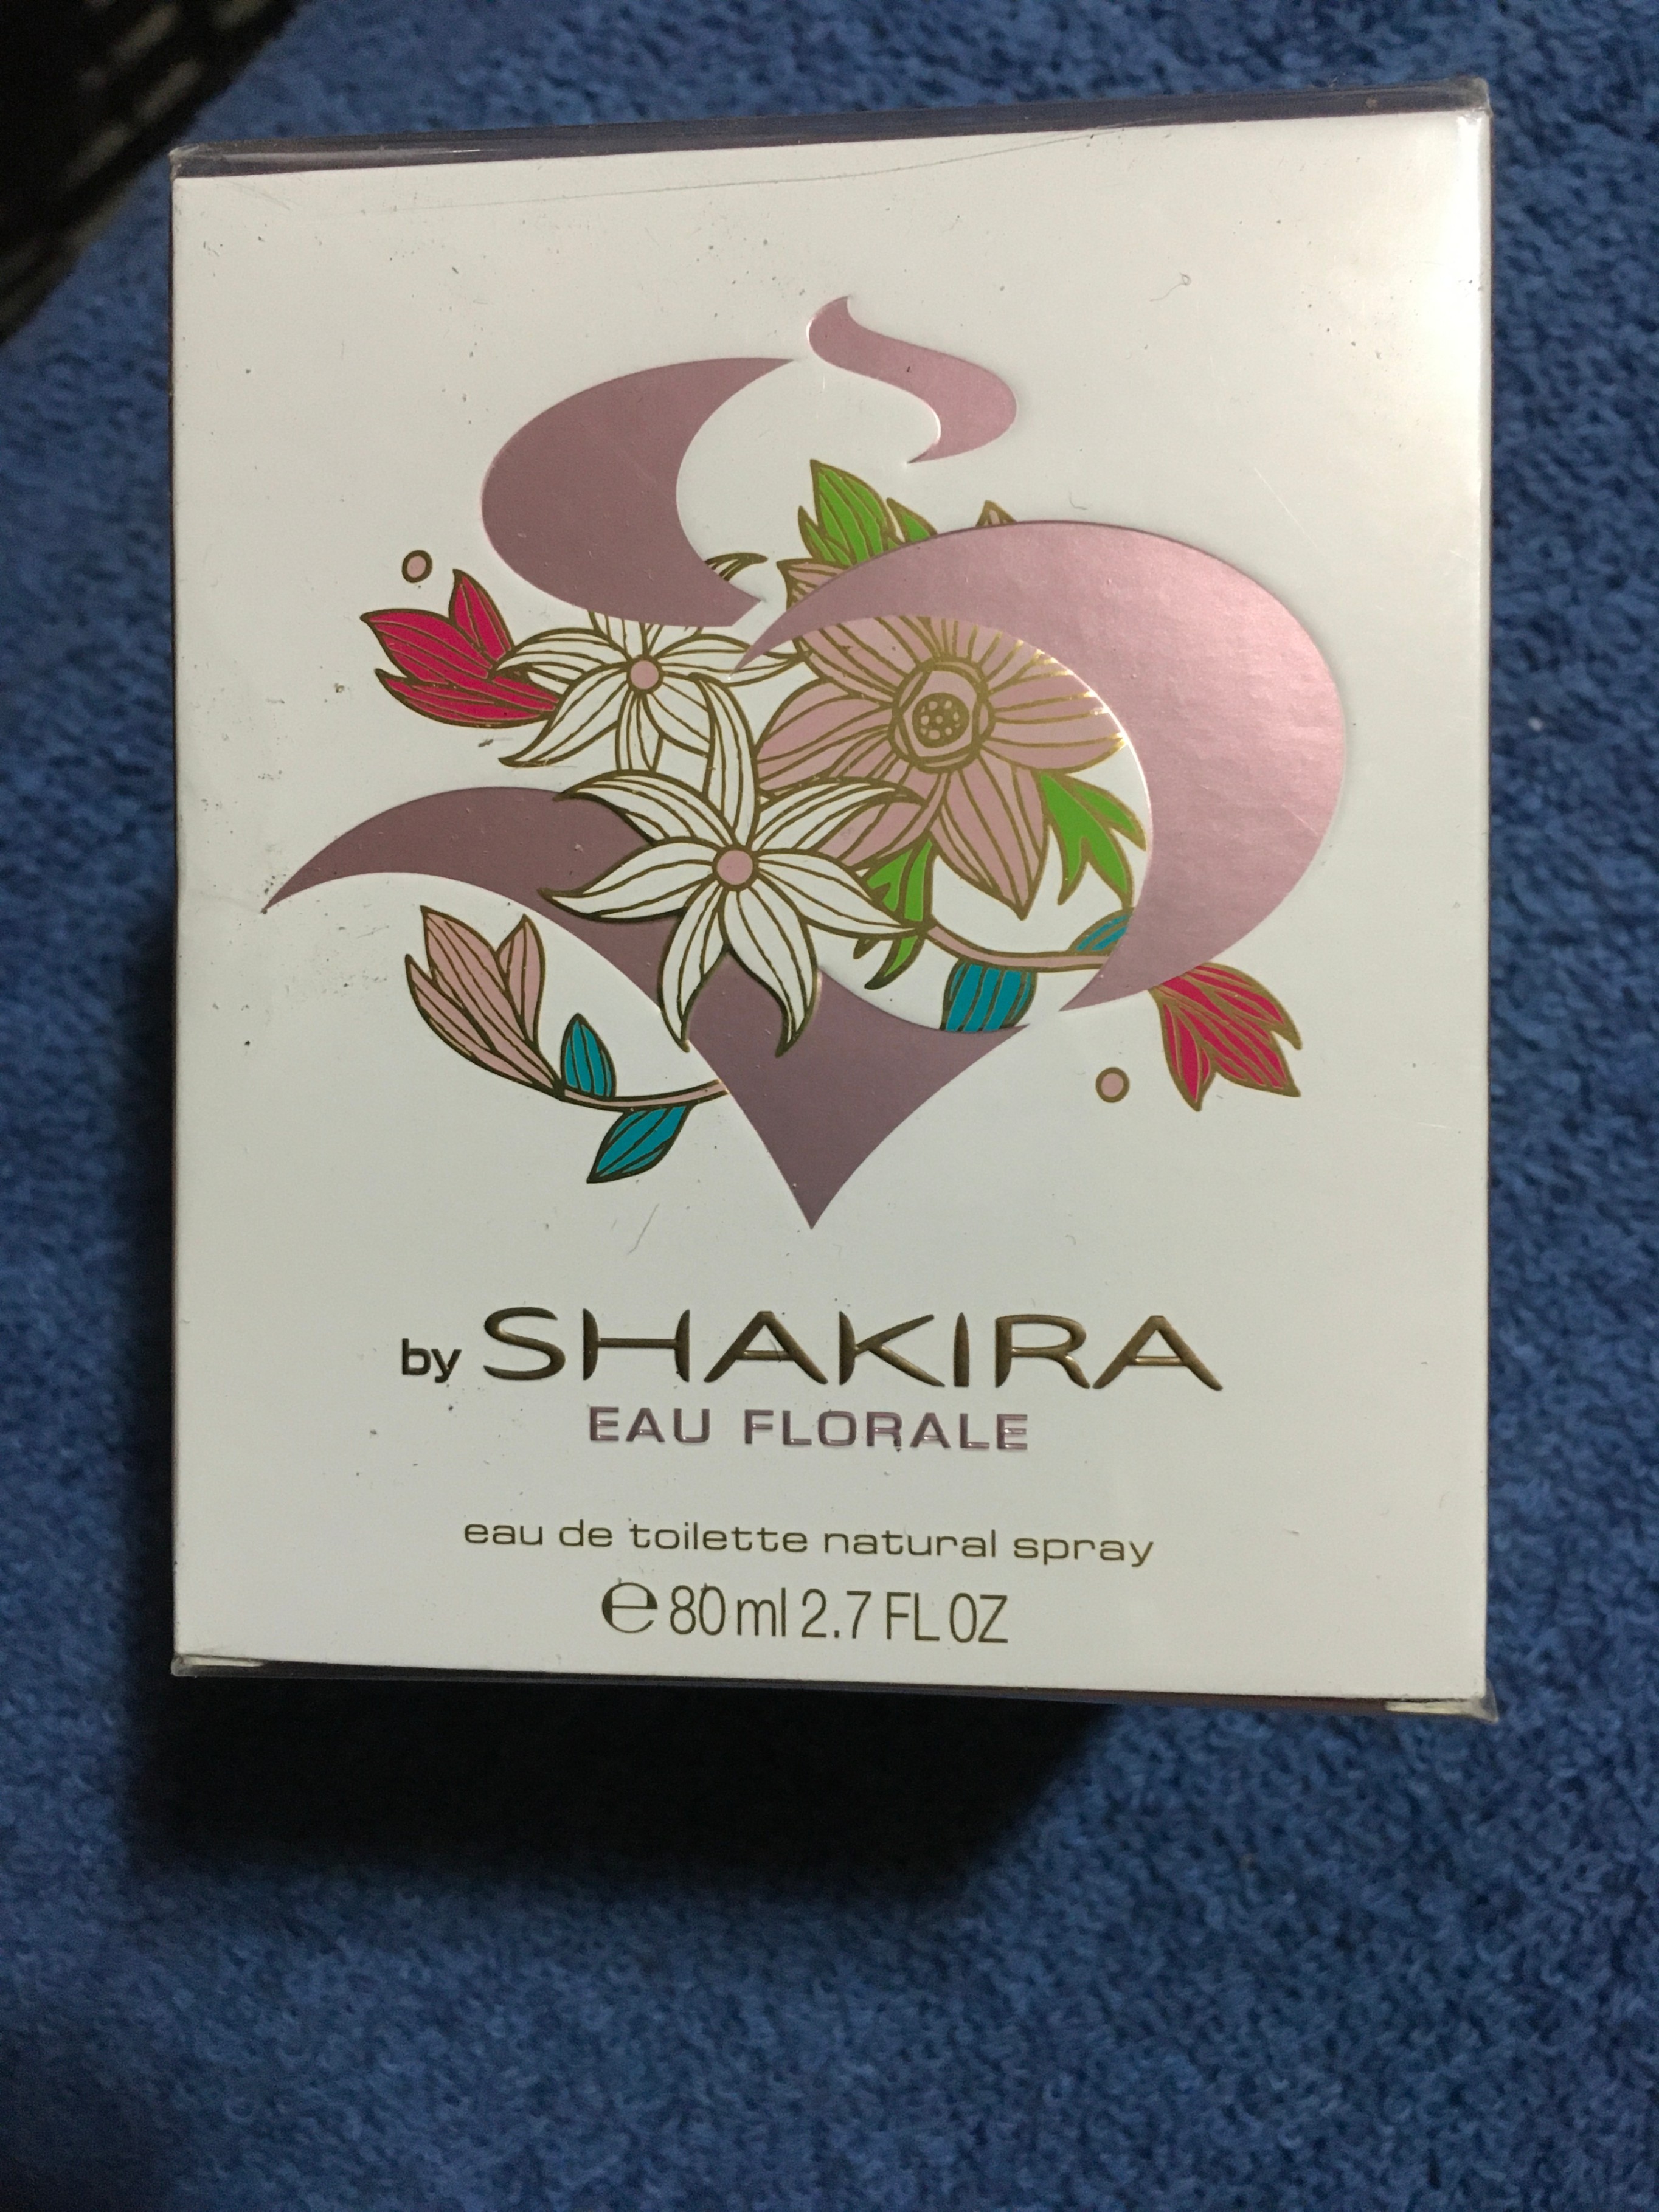 by SHAKIRA
EAU FLORALE
eau de toilette natural spray
℮ 80 ml 2.7 FL OZ